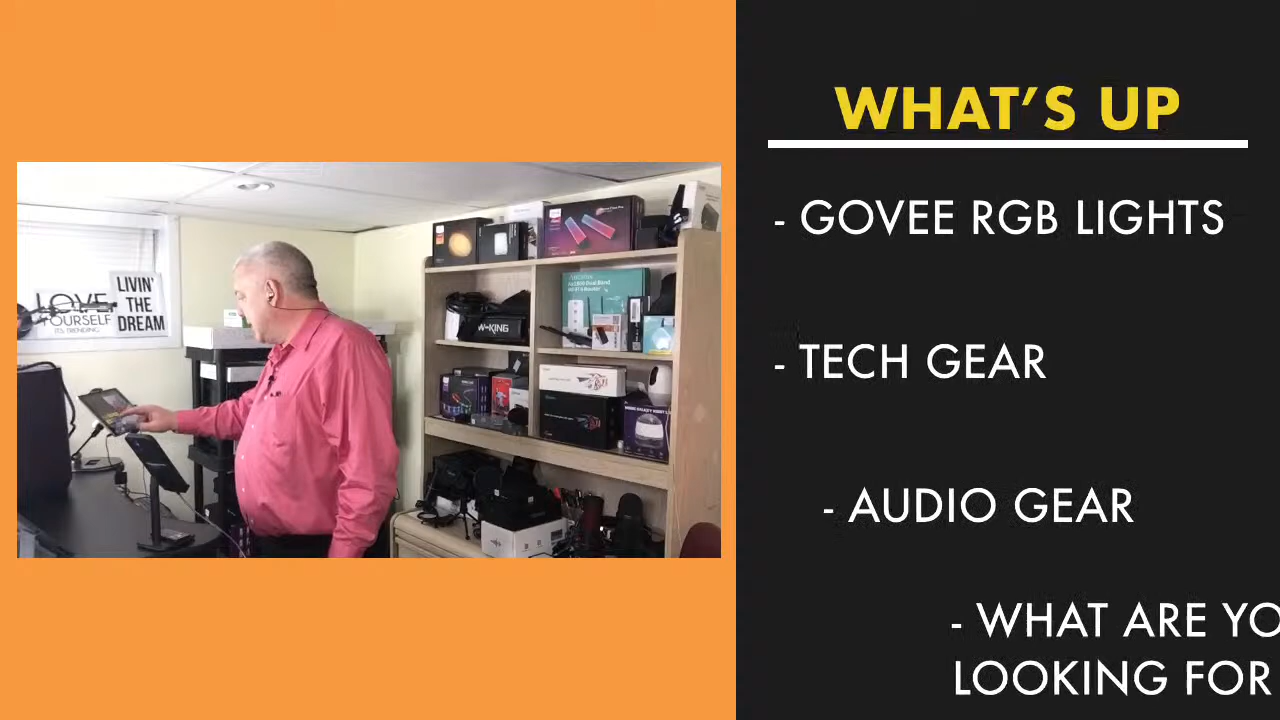 WHAT'S UP
- GOVEE RGB LIGHTS
- TECH GEAR
- AUDIO GEAR
- WHAT ARE YO
LOOKING FOR
LOVE
YOURSELF
LIVIN'
THE
DREAM
W-KING